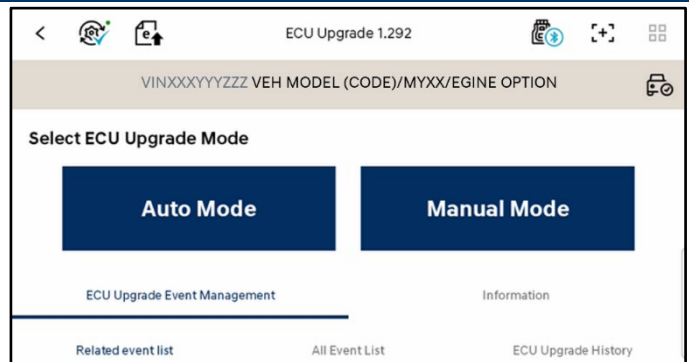 ECU Upgrade 1.292
VINXXXYYYZZZ VEH MODEL (CODE)/MYXX/EGINE OPTION
Select ECU Upgrade Mode
Auto Mode Manual Mode
ECU Upgrade Event Management Information
Related event list All Event List ECU Upgrade History